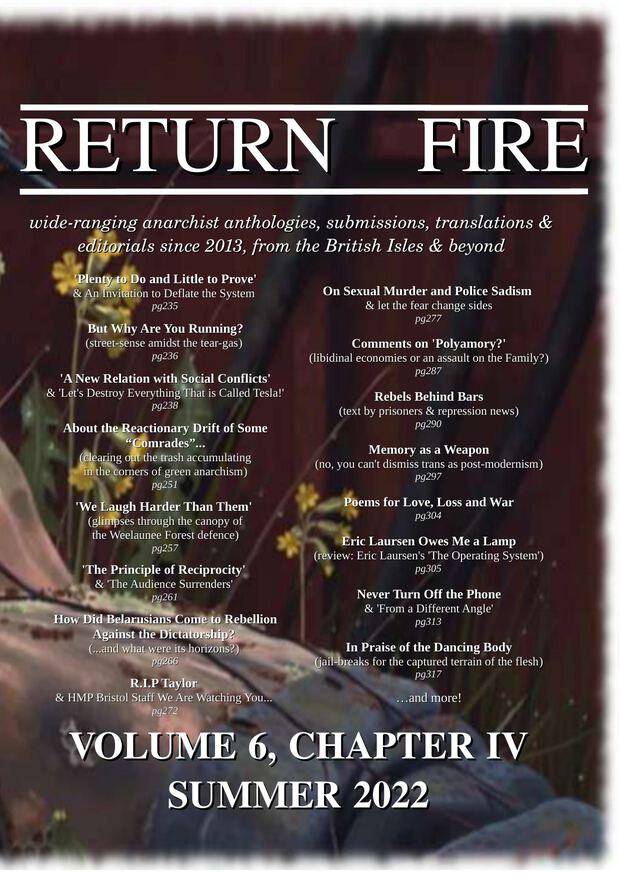 RETURN FIRE
wide-ranging anarchist anthologies, submissions, translations &
editorials since 2013, from the British Isles & beyond
'Plenty to Do and Little to Prove'
& An Invitation to Deflate the System
pg235
But Why Are You Running?
(street-sense amidst the tear-gas)
pg236
'A New Relation with Social Conflicts'
& 'Let's Destroy Everything That is Called Tesla!'
pg238
About the Reactionary Drift of Some
“Comrades”...
(clearing out the trash accumulating
in the corners of green anarchism)
pg251
'We Laugh Harder Than Them'
(glimpses through the canopy of
the Weelaunee Forest defence)
pg257
'The Principle of Reciprocity'
& 'The Audience Surrenders'
pg261
How Did Belarusians Come to Rebellion
Against the Dictatorship?
(...and what were its horizons?)
pg266
R.I.P Taylor
& HMP Bristol Staff We Are Watching You...
pg272
On Sexual Murder and Police Sadism
& let the fear change sides
pg277
Comments on 'Polyamory?'
(libidinal economies or an assault on the Family?)
pg287
Rebels Behind Bars
(text by prisoners & repression news)
pg290
Memory as a Weapon
(no, you can't dismiss trans as post-modernism)
pg297
Poems for Love, Loss and War
pg304
Eric Laursen Owes Me a Lamp
(review: Eric Laursen's 'The Operating System')
pg305
Never Turn Off the Phone
& 'From a Different Angle'
pg313
In Praise of the Dancing Body
(jail-breaks for the captured terrain of the flesh)
pg317
…and more!
VOLUME 6, CHAPTER IV
SUMMER 2022